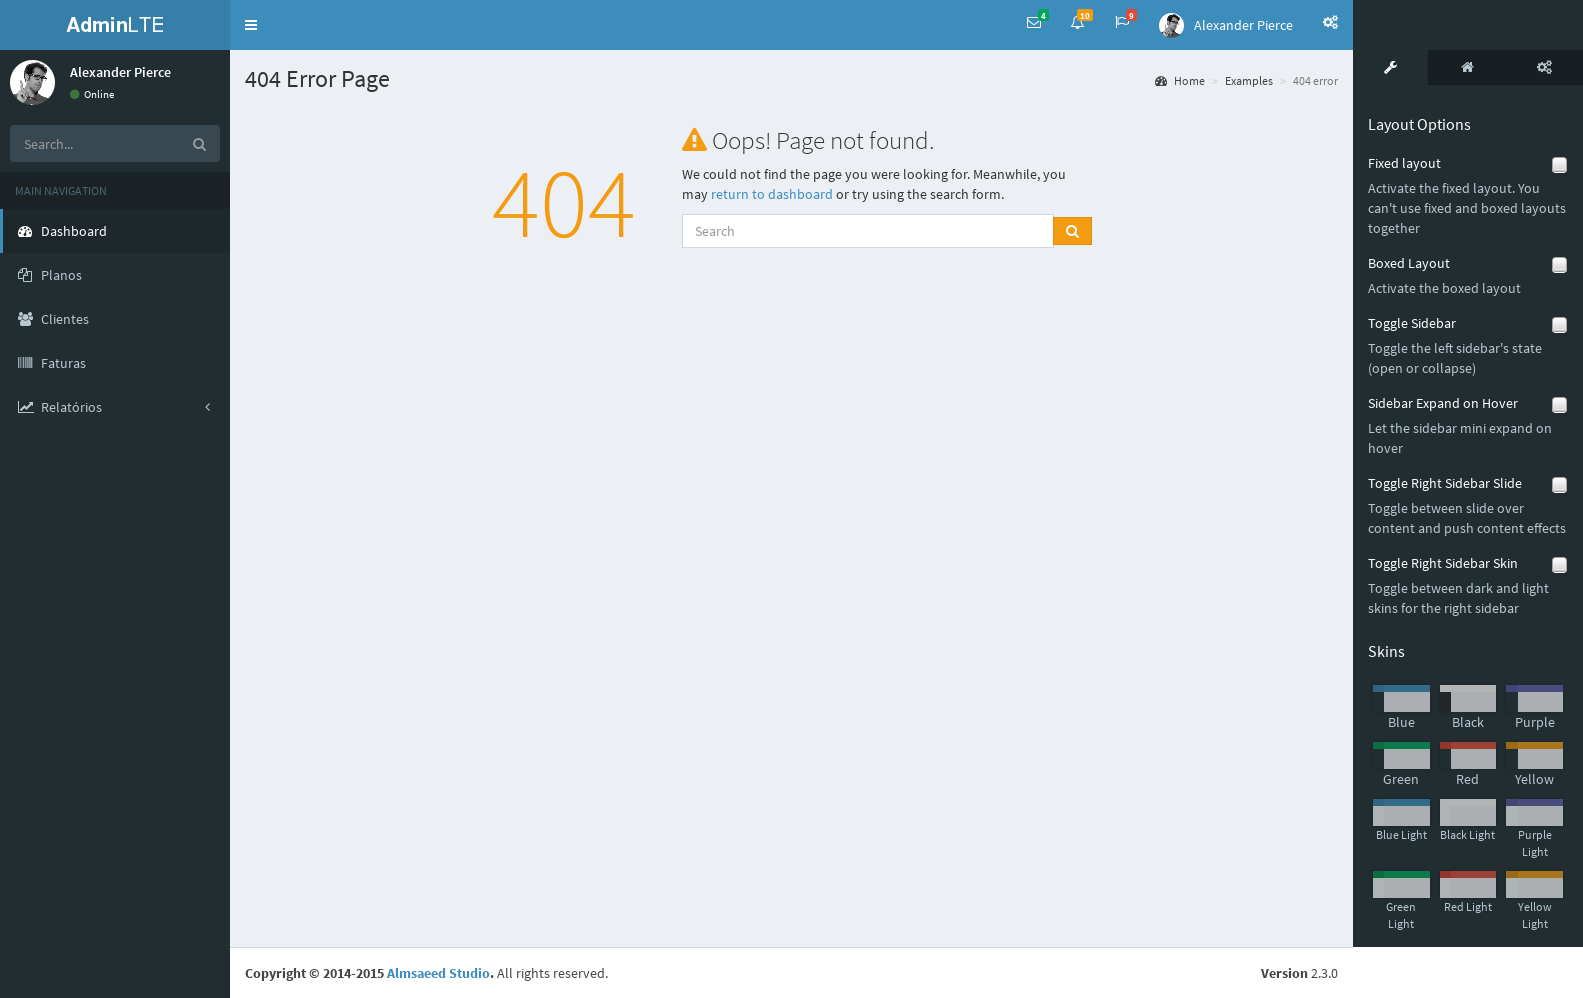 AdminLTE
4
10
9
Alexander Pierce
Alexander Pierce
Online
Search...
MAIN NAVIGATION
Dashboard
Planos
Clientes
Faturas
Relatórios
404 Error Page
Home > Examples > 404 error
404
Oops! Page not found.
We could not find the page you were looking for. Meanwhile, you
may return to dashboard or try using the search form.
Search
Layout Options
Fixed layout
Activate the fixed layout. You
can't use fixed and boxed layouts
together
Boxed Layout
Activate the boxed layout
Toggle Sidebar
Toggle the left sidebar's state
(open or collapse)
Sidebar Expand on Hover
Let the sidebar mini expand on
hover
Toggle Right Sidebar Slide
Toggle between slide over
content and push content effects
Toggle Right Sidebar Skin
Toggle between dark and light
skins for the right sidebar
Skins
Blue Black Purple
Green Red Yellow
Blue Light Black Light Purple
Light
Green Red Light Yellow
Light Light
Copyright © 2014-2015 Almsaeed Studio. All rights reserved.
Version 2.3.0